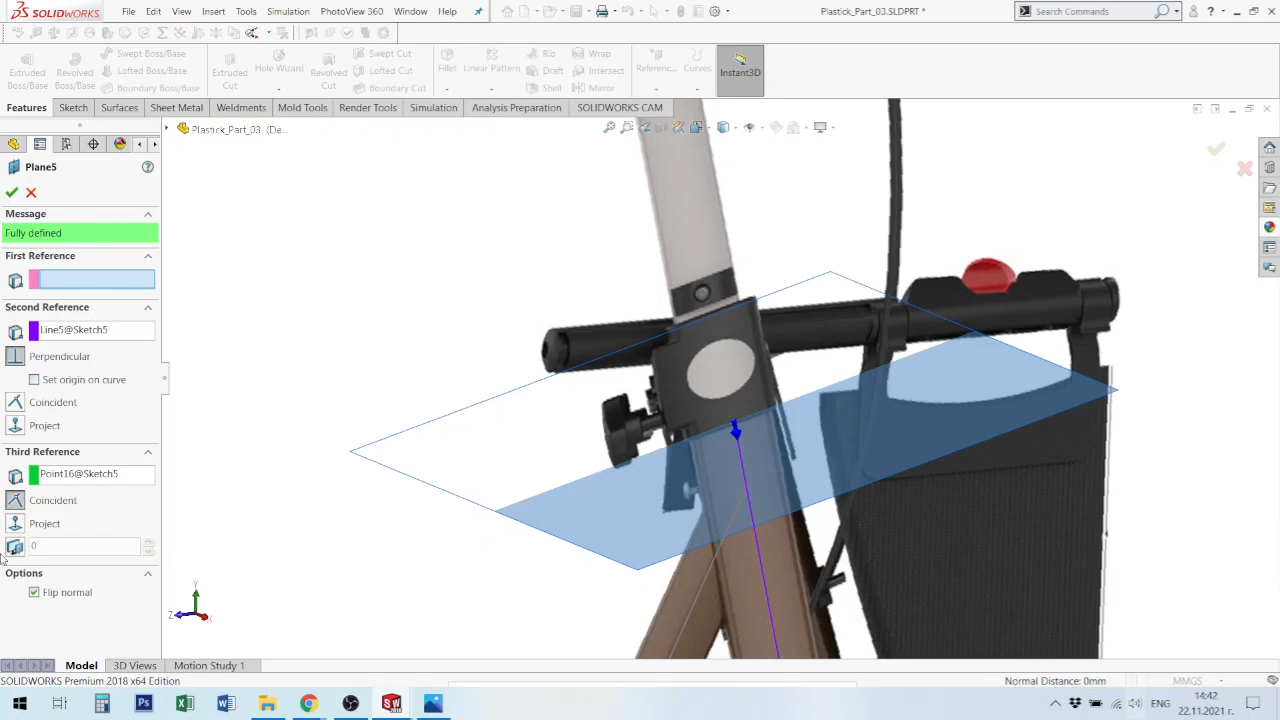 SOLIDWORKS
File Edit View Insert Tools Simulation PhotoView 360 Window Help
Plastick_Part_03.SLDPRT *
Search Commands
Extruded Boss/Base
Revolved Boss/Base
Swept Boss/Base
Lofted Boss/Base
Boundary Boss/Base
Extruded Cut
Hole Wizard
Revolved Cut
Swept Cut
Lofted Cut
Boundary Cut
Fillet
Linear Pattern
Rib
Draft
Shell
Wrap
Intersect
Mirror
Referenc...
Curves
Instant3D
Features Sketch Surfaces Sheet Metal Weldments Mold Tools Render Tools Simulation Analysis Preparation SOLIDWORKS CAM
Plastick_Part_03 (De...
Plane5
Message
Fully defined
First Reference
Second Reference
Line5@Sketch5
Perpendicular
Set origin on curve
Coincident
Project
Third Reference
Point16@Sketch5
Coincident
Project
0
Options
Flip normal
Y
Z
X
Model 3D Views Motion Study 1
SOLIDWORKS Premium 2018 x64 Edition
Normal Distance: 0mm
MMGS
ENG
14:42
22.11.2021 г.